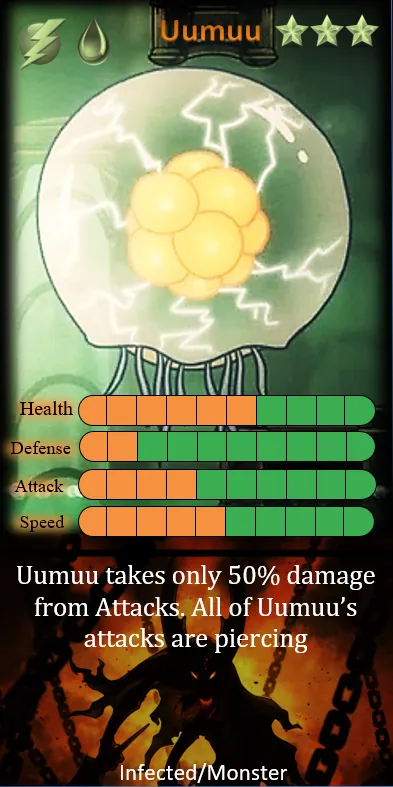 Uumuu
Health
Defense
Attack
Speed
Uumuu takes only 50% damage
from Attacks. All of Uumuu’s
attacks are piercing
Infected/Monster